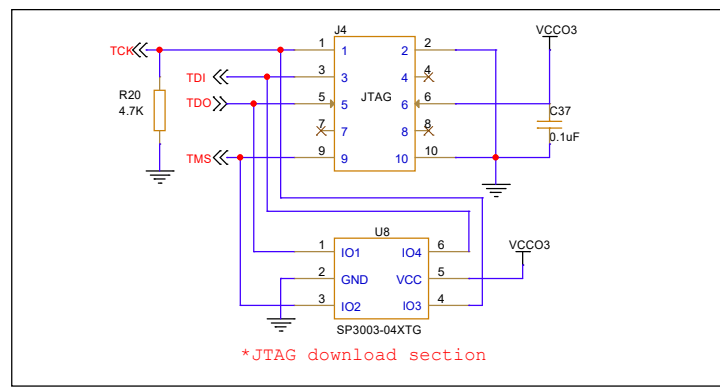 J4
VCCO3
TCK
1 1 2 2
TDI
3 3 4 4
R20
4.7K
TDO
5 5 JTAG 6 6
C37
0.1uF
7 7 8 8
TMS
9 9 10 10
U8
VCCO3
1 IO1 IO4 6
2 GND VCC 5
3 IO2 IO3 4
SP3003-04XTG
*JTAG download section